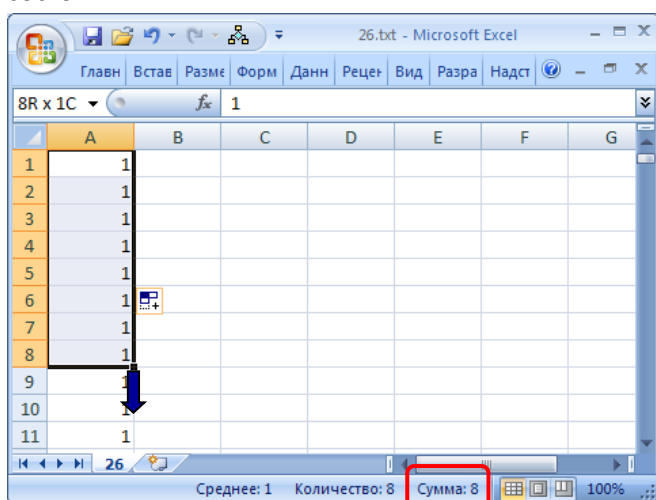 26.txt - Microsoft Excel
Главн Встав Разме Форм Данн Рецен Вид Разра Надст
8R x 1C fx 1
A B C D E F G
1 1
2 1
3 1
4 1
5 1
6 1
7 1
8 1
9 1
10 1
11 1
26
Среднее: 1 Количество: 8 Сумма: 8 100%